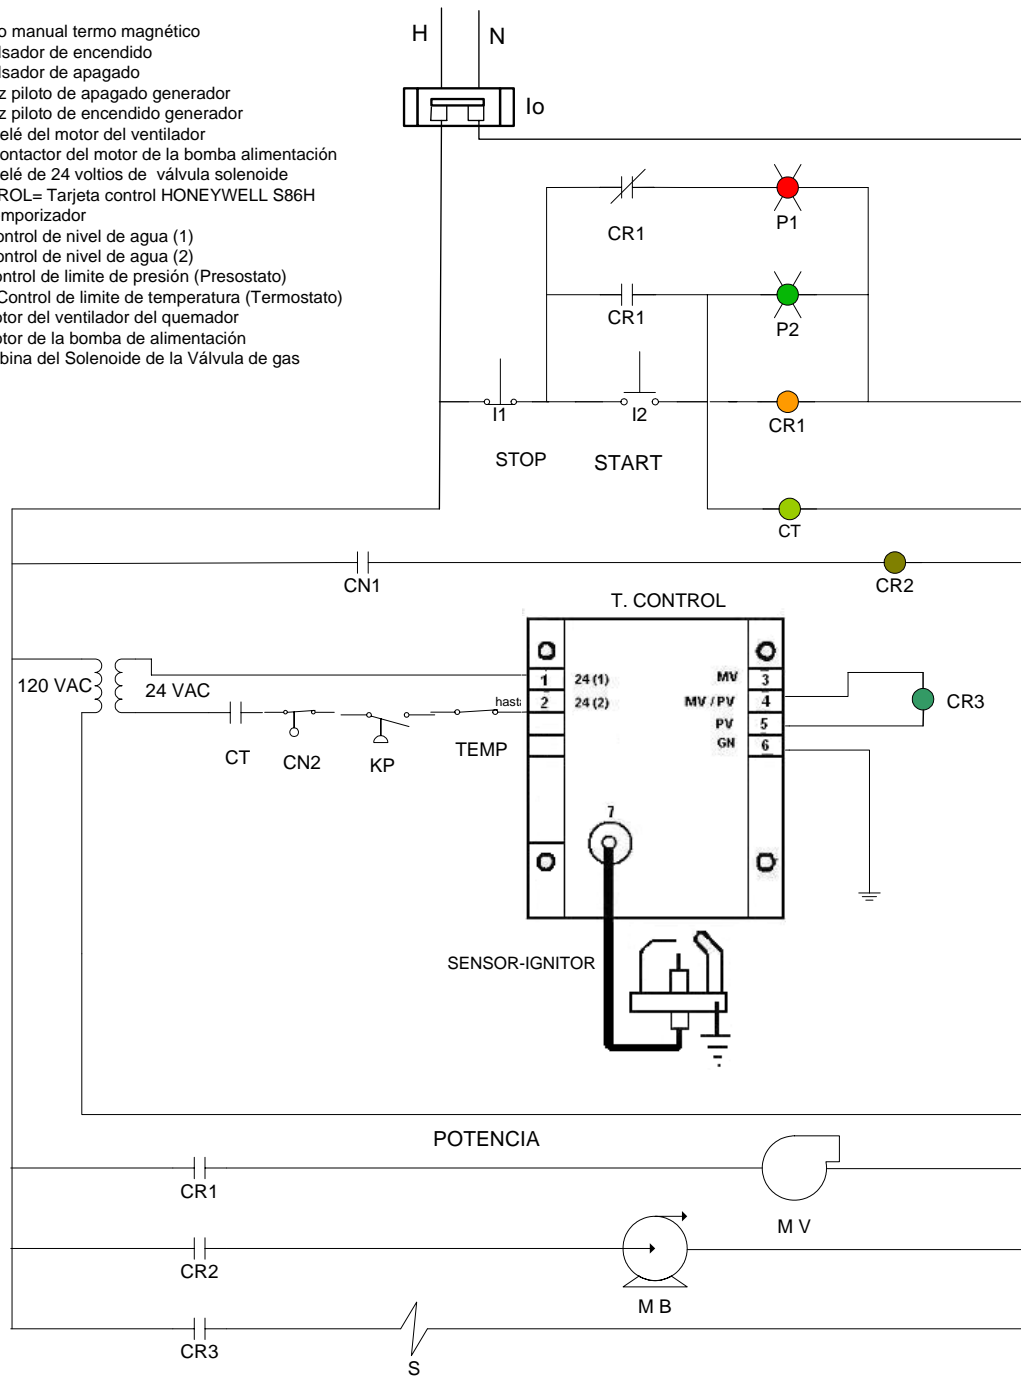 o manual termo magnético
lsador de encendido
lsador de apagado
z piloto de apagado generador
z piloto de encendido generador
elé del motor del ventilador
ontactor del motor de la bomba alimentación
elé de 24 voltios de válvula solenoide
ROL= Tarjeta control HONEYWELL S86H
mporizador
ontrol de nivel de agua (1)
ontrol de nivel de agua (2)
ontrol de limite de presión (Presostato)
Control de limite de temperatura (Termostato)
otor del ventilador del quemador
otor de la bomba de alimentación
bina del Solenoide de la Válvula de gas
H
N
Io
CR1
P1
CR1
P2
I1
I2
CR1
STOP
START
CT
CN1
CR2
T. CONTROL
120 VAC
24 VAC
1
24 (1)
MV
3
hasta
2
24 (2)
MV / PV
4
CR3
PV
5
GN
6
CT
CN2
KP
TEMP
7
SENSOR-IGNITOR
POTENCIA
CR1
M V
CR2
M B
CR3
S